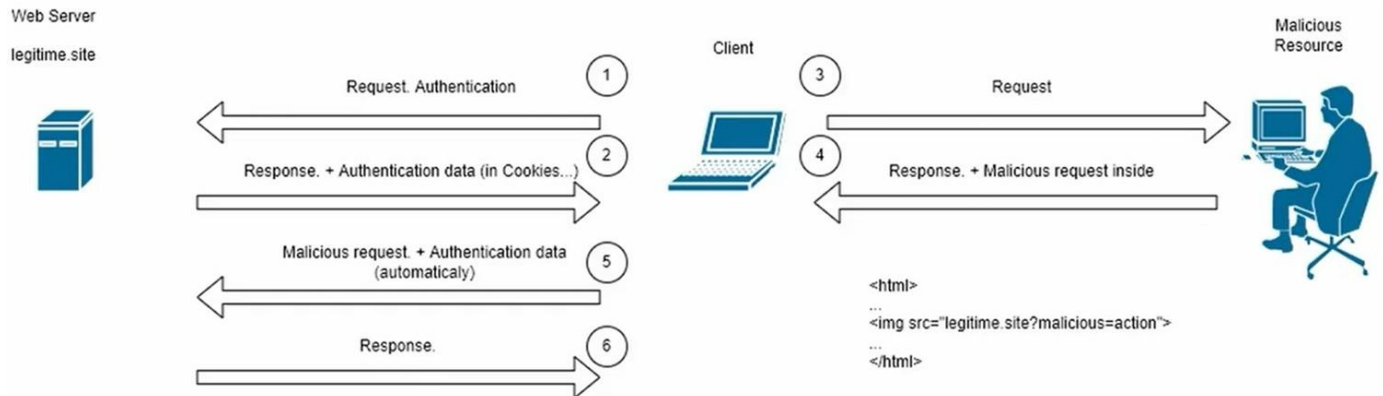 Web Server
legitime.site
Client
Malicious
Resource
1
Request. Authentication
3
Request
2
Response. + Authentication data (in Cookies...)
4
Response. + Malicious request inside
5
Malicious request. + Authentication data
(automaticaly)
6
Response.
<html>
...
<img src="legitime.site?malicious=action">
...
</html>